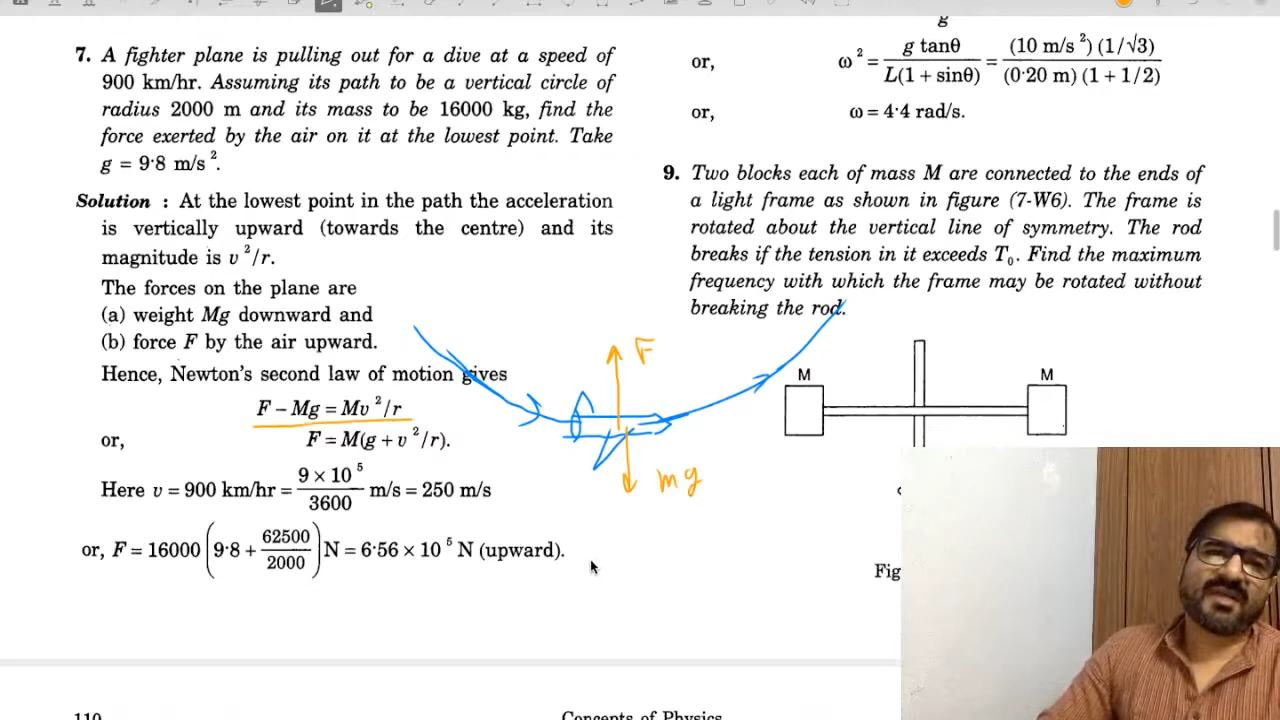 7. A fighter plane is pulling out for a dive at a speed of
900 km/hr. Assuming its path to be a vertical circle of
radius 2000 m and its mass to be 16000 kg, find the
force exerted by the air on it at the lowest point. Take
g = 9·8 m/s².
Solution : At the lowest point in the path the acceleration
is vertically upward (towards the centre) and its
magnitude is v²/r.
The forces on the plane are
(a) weight Mg downward and
(b) force F by the air upward.
Hence, Newton's second law of motion gives
F – Mg = Mv²/r
or, F = M(g + v²/r).
Here v = 900 km/hr = 9 × 10⁵ / 3600 m/s = 250 m/s
or, F = 16000 (9·8 + 62500 / 2000) N = 6·56 × 10⁵ N (upward).
F
mg
g
or, ω² = g tanθ / L(1 + sinθ) = (10 m/s²) (1/√3) / (0·20 m) (1 + 1/2)
or, ω = 4·4 rad/s.
9. Two blocks each of mass M are connected to the ends of
a light frame as shown in figure (7-W6). The frame is
rotated about the vertical line of symmetry. The rod
breaks if the tension in it exceeds T₀. Find the maximum
frequency with which the frame may be rotated without
breaking the rod.
M M
Fig
110 Concepts of Physics